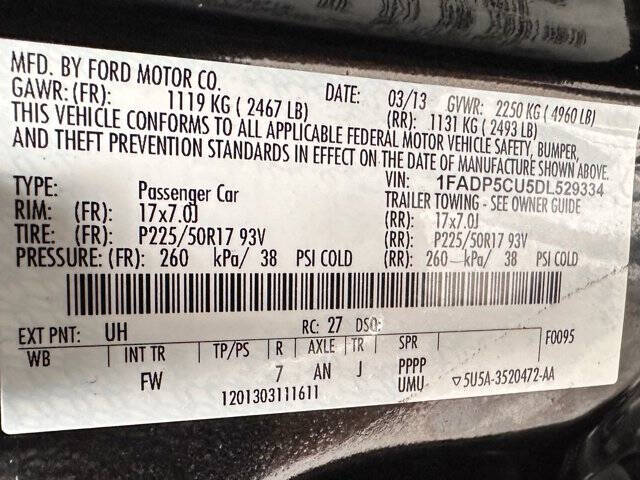 MFD. BY FORD MOTOR CO.
DATE: 03/13 GVWR: 2250 KG ( 4960 LB)
GAWR: (FR): 1119 KG ( 2467 LB) (RR): 1131 KG ( 2493 LB)
THIS VEHICLE CONFORMS TO ALL APPLICABLE FEDERAL MOTOR VEHICLE SAFETY, BUMPER,
AND THEFT PREVENTION STANDARDS IN EFFECT ON THE DATE OF MANUFACTURE SHOWN ABOVE.
VIN: 1FADP5CU5DL529334
TYPE: Passenger Car TRAILER TOWING - SEE OWNER GUIDE
RIM: (FR): 17x7.0J (RR): 17x7.0J
TIRE: (FR): P225/50R17 93V (RR): P225/50R17 93V
PRESSURE: (FR): 260 kPa/ 38 PSI COLD (RR): 260 kPa/ 38 PSI COLD
EXT PNT: UH RC: 27 DSO: F0095
WB INT TR TP/PS R AXLE TR SPR
FW 7 AN J PPPP
UMU
1201303111611
▽5U5A-3520472-AA